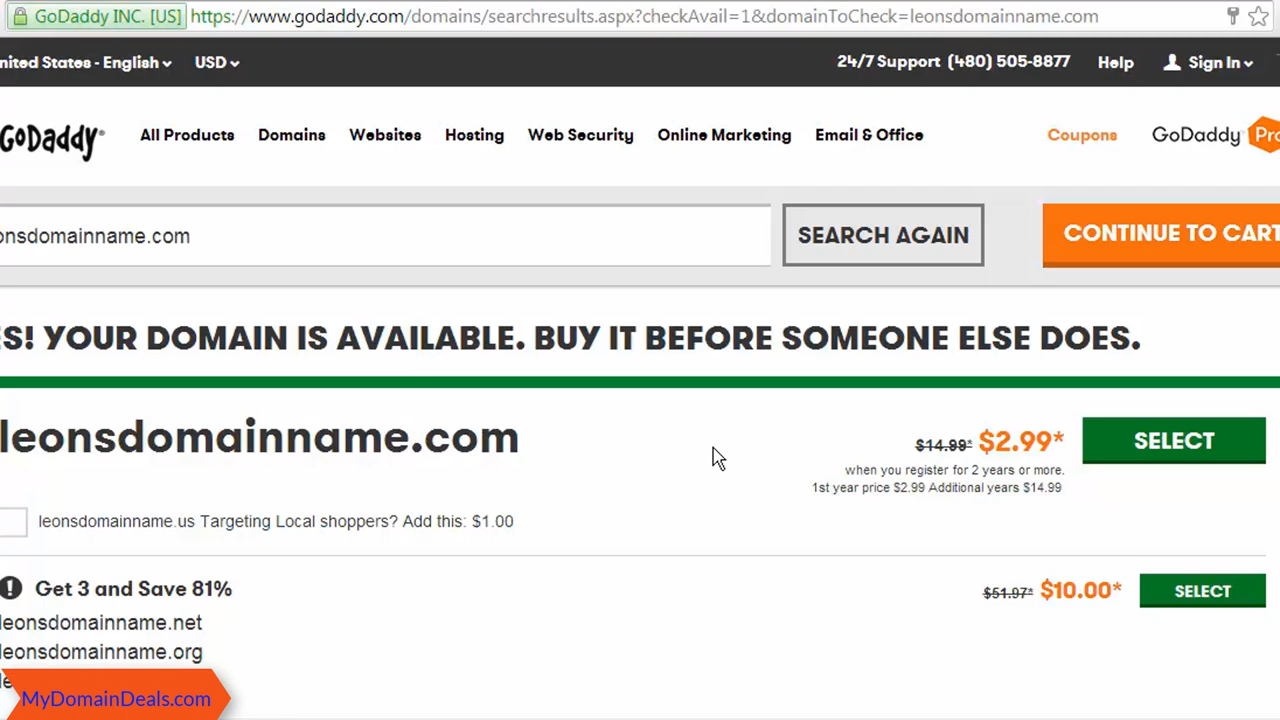 GoDaddy INC. [US] https://www.godaddy.com/domains/searchresults.aspx?checkAvail=1&domainToCheck=leonsdomainname.com
nited States - English USD 24/7 Support (480) 505-8877 Help Sign In
GoDaddy All Products Domains Websites Hosting Web Security Online Marketing Email & Office Coupons GoDaddy Pro
onsdomainname.com SEARCH AGAIN CONTINUE TO CART
ES! YOUR DOMAIN IS AVAILABLE. BUY IT BEFORE SOMEONE ELSE DOES.
leonsdomainname.com $14.99* $2.99* SELECT
when you register for 2 years or more.
1st year price $2.99 Additional years $14.99
leonsdomainname.us Targeting Local shoppers? Add this: $1.00
Get 3 and Save 81% $51.97* $10.00* SELECT
leonsdomainname.net
leonsdomainname.org
MyDomainDeals.com